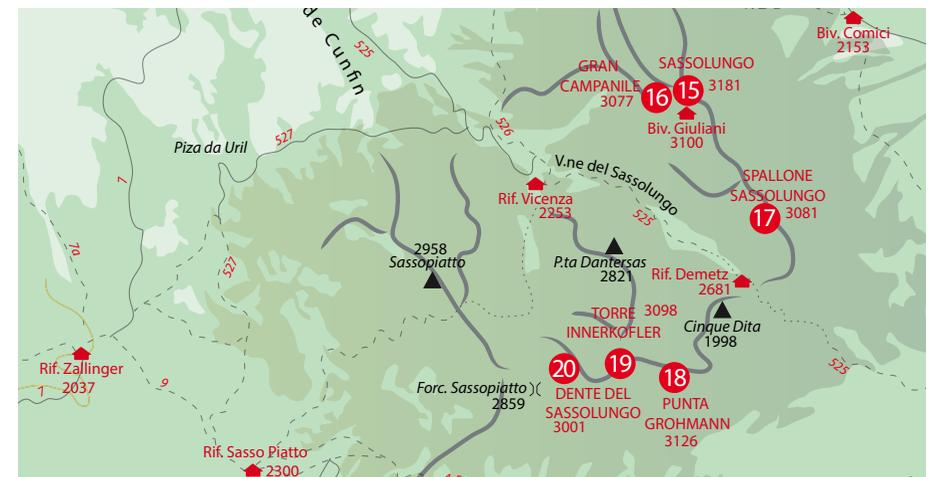 de Cunfin
525
Biv. Comici
2153
GRAN
CAMPANILE
3077
16
SASSOLUNGO
15
3181
Biv. Giuliani
3100
526
527
Piza da Uril
7
V.ne del Sassolungo
525
Rif. Vicenza
2253
SPALLONE
SASSOLUNGO
17
3081
7a
527
2958
Sassopiatto
P.ta Dantersas
2821
Rif. Demetz
2681
TORRE 3098
INNERKOFLER
Cinque Dita
1998
Rif. Zallinger
2037
7
9
525
Forc. Sassopiatto
2859
20
19
18
DENTE DEL
SASSOLUNGO
3001
PUNTA
GROHMANN
3126
Rif. Sasso Piatto
2300